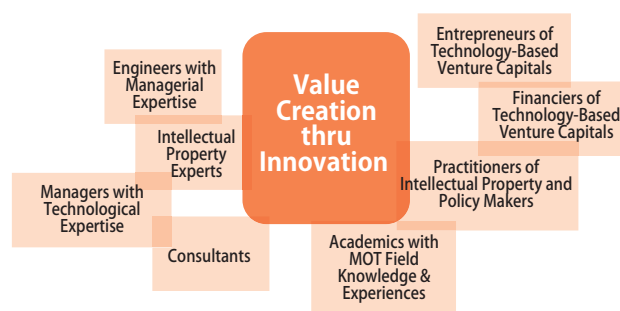 Engineers with
Managerial
Expertise
Intellectual
Property
Experts
Managers with
Technological
Expertise
Consultants
Value
Creation
thru
Innovation
Entrepreneurs of
Technology-Based
Venture Capitals
Financiers of
Technology-Based
Venture Capitals
Practitioners of
Intellectual Property and
Policy Makers
Academics with
MOT Field
Knowledge &
Experiences